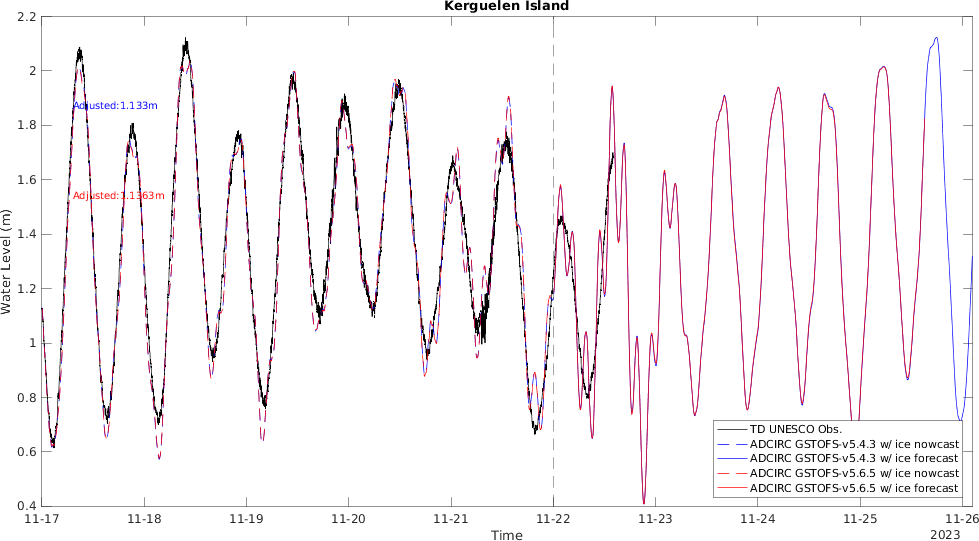 Kerguelen Island
2.2
2
1.8
1.6
1.4
1.2
1
0.8
0.6
0.4
Water Level (m)
Adjusted:1.133m
Adjusted:1.1363m
TD UNESCO Obs.
ADCIRC GSTOFS-v5.4.3 w/ ice nowcast
ADCIRC GSTOFS-v5.4.3 w/ ice forecast
ADCIRC GSTOFS-v5.6.5 w/ ice nowcast
ADCIRC GSTOFS-v5.6.5 w/ ice forecast
11-17 11-18 11-19 11-20 11-21 11-22 11-23 11-24 11-25 11-26
Time
2023